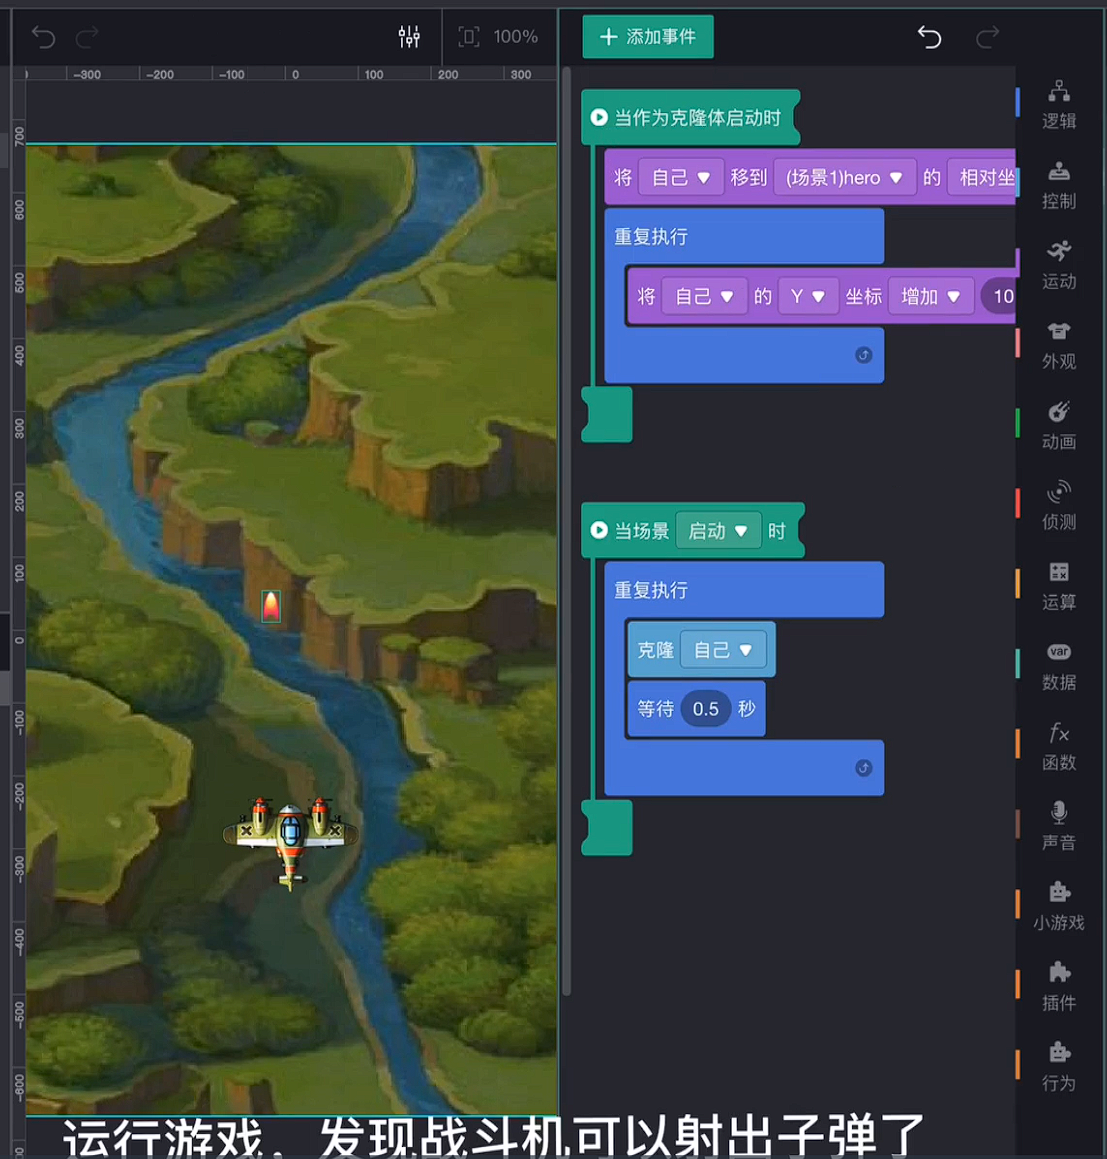 100%
添加事件
-300 -200 -100 0 100 200 300
700
600
500
400
300
200
100
0
-100
-200
-300
-400
-500
-600
当作为克隆体启动时
将 自己 移到 (场景1)hero 的 相对坐
重复执行
将 自己 的 Y 坐标 增加 10
当场景 启动 时
重复执行
克隆 自己
等待 0.5 秒
逻辑
控制
运动
外观
动画
侦测
运算
var
数据
fx
函数
声音
小游戏
插件
行为
运行游戏，发现战斗机可以射出子弹了